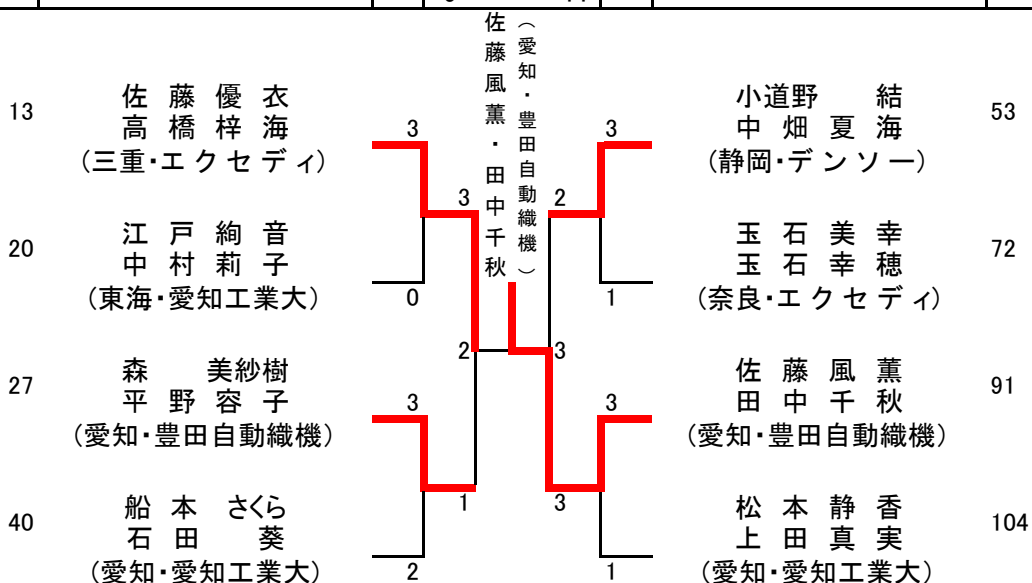 佐藤風薫・田中千秋
（愛知・豊田自動織機）
13
佐藤優衣
高橋梓海
(三重・エクセディ)
3
20
江戸絢音
中村莉子
(東海・愛知工業大)
0
3
27
森　美紗樹
平野容子
(愛知・豊田自動織機)
3
40
船本さくら
石田　葵
(愛知・愛知工業大)
2
1
2
3
小道野　結
中畑夏海
(静岡・デンソー)
53
3
玉石美幸
玉石幸穂
(奈良・エクセディ)
72
1
2
佐藤風薫
田中千秋
(愛知・豊田自動織機)
91
3
松本静香
上田真実
(愛知・愛知工業大)
104
1
3